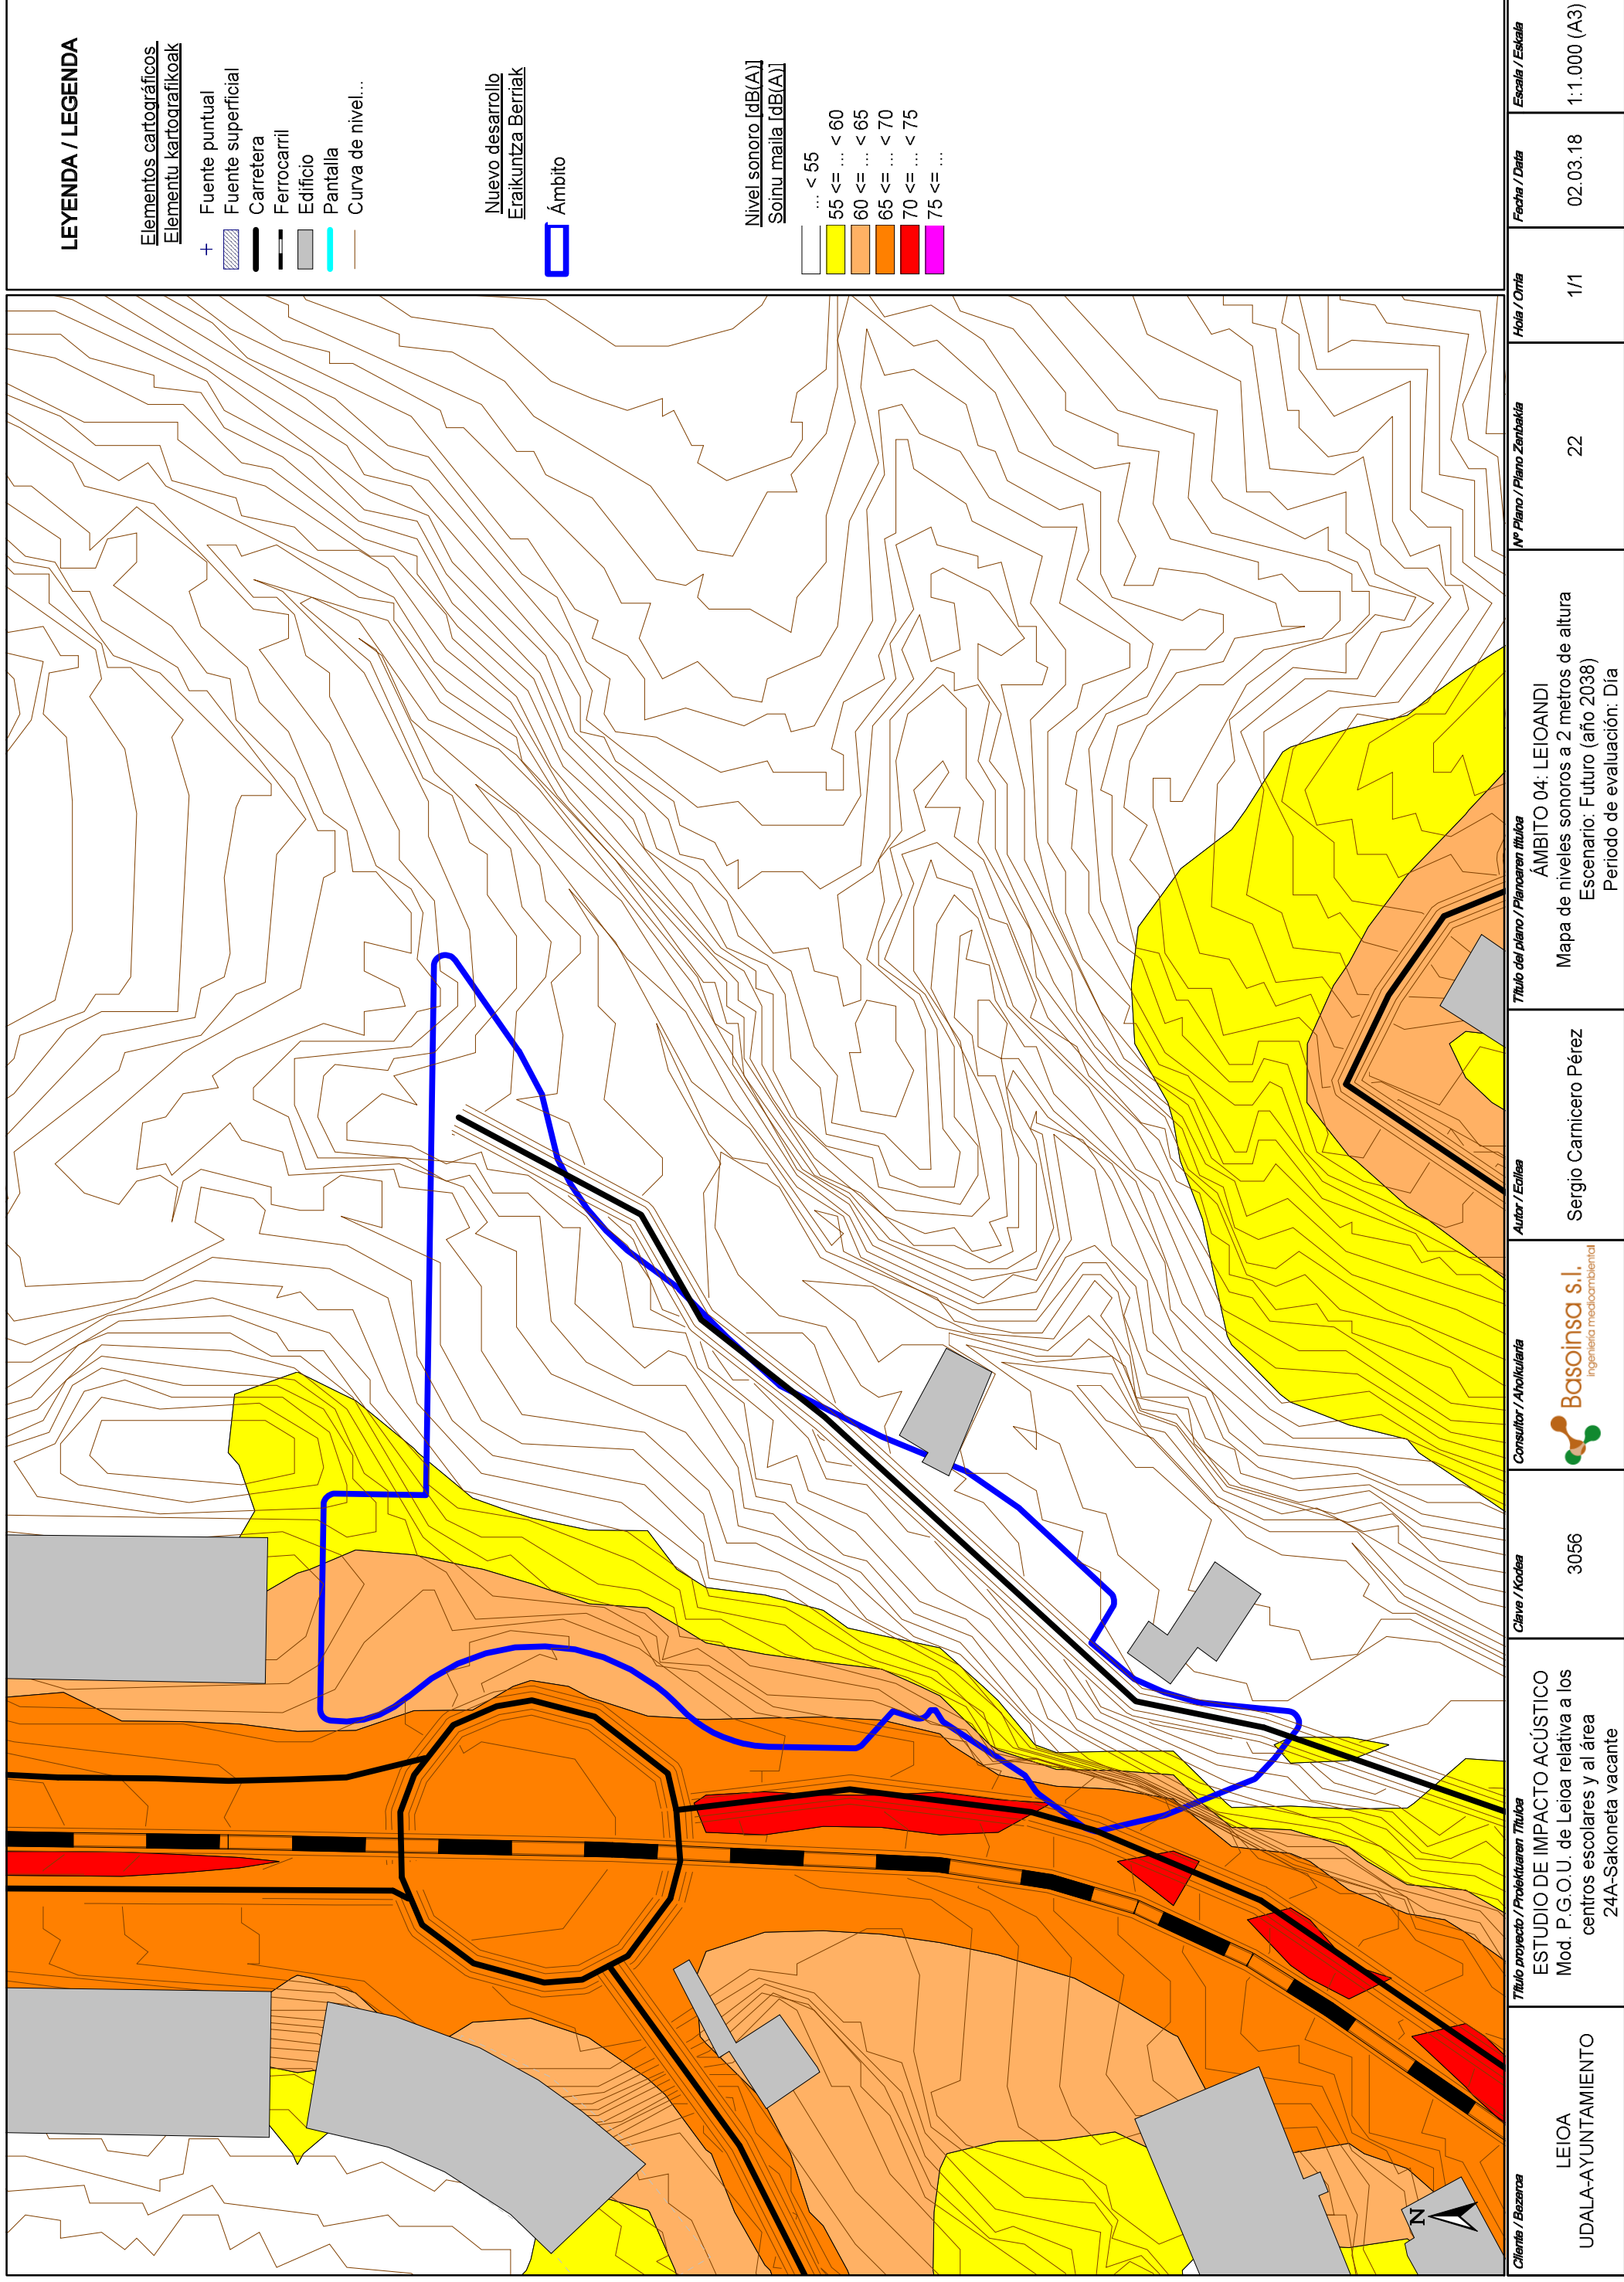 LEYENDA / LEGENDA
Elementos cartográficos
Elementu kartografikoak
Fuente puntual
Fuente superficial
Carretera
Ferrocarril
Edificio
Pantalla
Curva de nivel...
Nuevo desarrollo
Eraikuntza Berriak
Ámbito
Nivel sonoro [dB(A)]
Soinu maila [dB(A)]
... < 55
55 <= ... < 60
60 <= ... < 65
65 <= ... < 70
70 <= ... < 75
75 <= ...
N
Cliente / Bezeroa
LEIOA
UDALA-AYUNTAMIENTO
Título proyecto / Proiektuaren Titulua
ESTUDIO DE IMPACTO ACÚSTICO
Mod. P.G.O.U. de Leioa relativa a los
centros escolares y al área
24A-Sakoneta vacante
Clave / Kodea
3056
Consultor / Aholkularia
Basoinsa s.l.
ingeniería medioambiental
Autor / Egilea
Sergio Carnicero Pérez
Título del plano / Planoaren titulua
ÁMBITO 04: LEIOANDI
Mapa de niveles sonoros a 2 metros de altura
Escenario: Futuro (año 2038)
Periodo de evaluación: Día
Nº Plano / Plano Zenbakia
22
Hoja / Orria
1/1
Fecha / Data
02.03.18
Escala / Eskala
1:1.000 (A3)